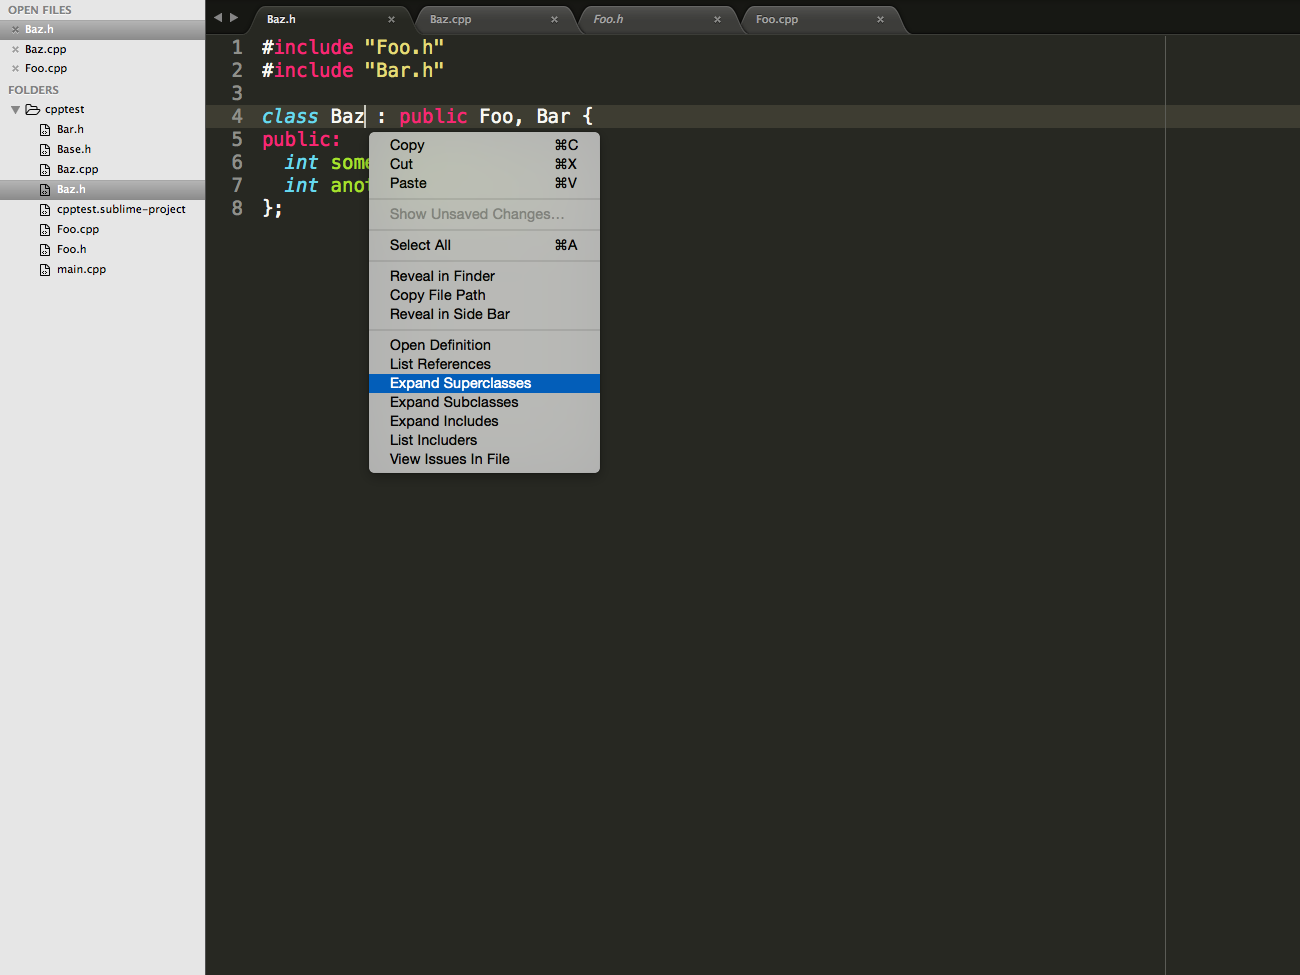 OPEN FILES
Baz.h
Baz.cpp
Foo.cpp
FOLDERS
cpptest
Bar.h
Base.h
Baz.cpp
Baz.h
cpptest.sublime-project
Foo.cpp
Foo.h
main.cpp
Baz.h Baz.cpp Foo.h Foo.cpp
1 #include "Foo.h"
2 #include "Bar.h"
3
4 class Baz : public Foo, Bar {
5 public:
6 int some
7 int anot
8 };
Copy ⌘C
Cut ⌘X
Paste ⌘V
Show Unsaved Changes...
Select All ⌘A
Reveal in Finder
Copy File Path
Reveal in Side Bar
Open Definition
List References
Expand Superclasses
Expand Subclasses
Expand Includes
List Includers
View Issues In File